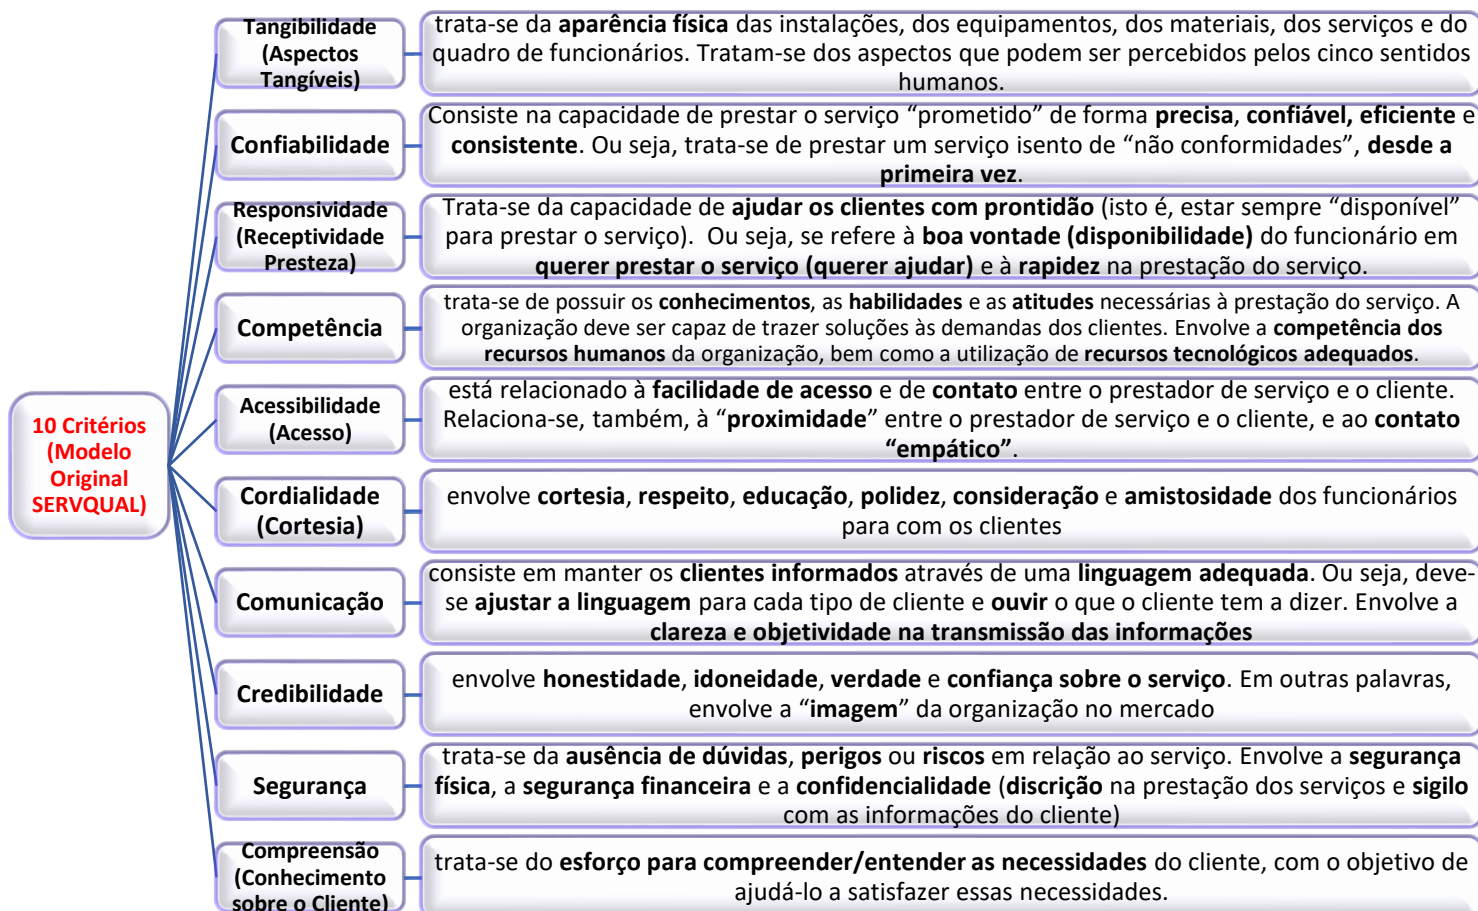 10 Critérios
(Modelo
Original
SERVQUAL)
Tangibilidade
(Aspectos
Tangíveis)
trata-se da aparência física das instalações, dos equipamentos, dos materiais, dos serviços e do
quadro de funcionários. Tratam-se dos aspectos que podem ser percebidos pelos cinco sentidos
humanos.
Confiabilidade
Consiste na capacidade de prestar o serviço “prometido” de forma precisa, confiável, eficiente e
consistente. Ou seja, trata-se de prestar um serviço isento de “não conformidades”, desde a
primeira vez.
Responsividade
(Receptividade
Presteza)
Trata-se da capacidade de ajudar os clientes com prontidão (isto é, estar sempre “disponível”
para prestar o serviço). Ou seja, se refere à boa vontade (disponibilidade) do funcionário em
querer prestar o serviço (querer ajudar) e à rapidez na prestação do serviço.
Competência
trata-se de possuir os conhecimentos, as habilidades e as atitudes necessárias à prestação do serviço. A
organização deve ser capaz de trazer soluções às demandas dos clientes. Envolve a competência dos
recursos humanos da organização, bem como a utilização de recursos tecnológicos adequados.
Acessibilidade
(Acesso)
está relacionado à facilidade de acesso e de contato entre o prestador de serviço e o cliente.
Relaciona-se, também, à “proximidade” entre o prestador de serviço e o cliente, e ao contato
“empático”.
Cordialidade
(Cortesia)
envolve cortesia, respeito, educação, polidez, consideração e amistosidade dos funcionários
para com os clientes
Comunicação
consiste em manter os clientes informados através de uma linguagem adequada. Ou seja, deve-
se ajustar a linguagem para cada tipo de cliente e ouvir o que o cliente tem a dizer. Envolve a
clareza e objetividade na transmissão das informações
Credibilidade
envolve honestidade, idoneidade, verdade e confiança sobre o serviço. Em outras palavras,
envolve a “imagem” da organização no mercado
Segurança
trata-se da ausência de dúvidas, perigos ou riscos em relação ao serviço. Envolve a segurança
física, a segurança financeira e a confidencialidade (discrição na prestação dos serviços e sigilo
com as informações do cliente)
Compreensão
(Conhecimento
sobre o Cliente)
trata-se do esforço para compreender/entender as necessidades do cliente, com o objetivo de
ajudá-lo a satisfazer essas necessidades.